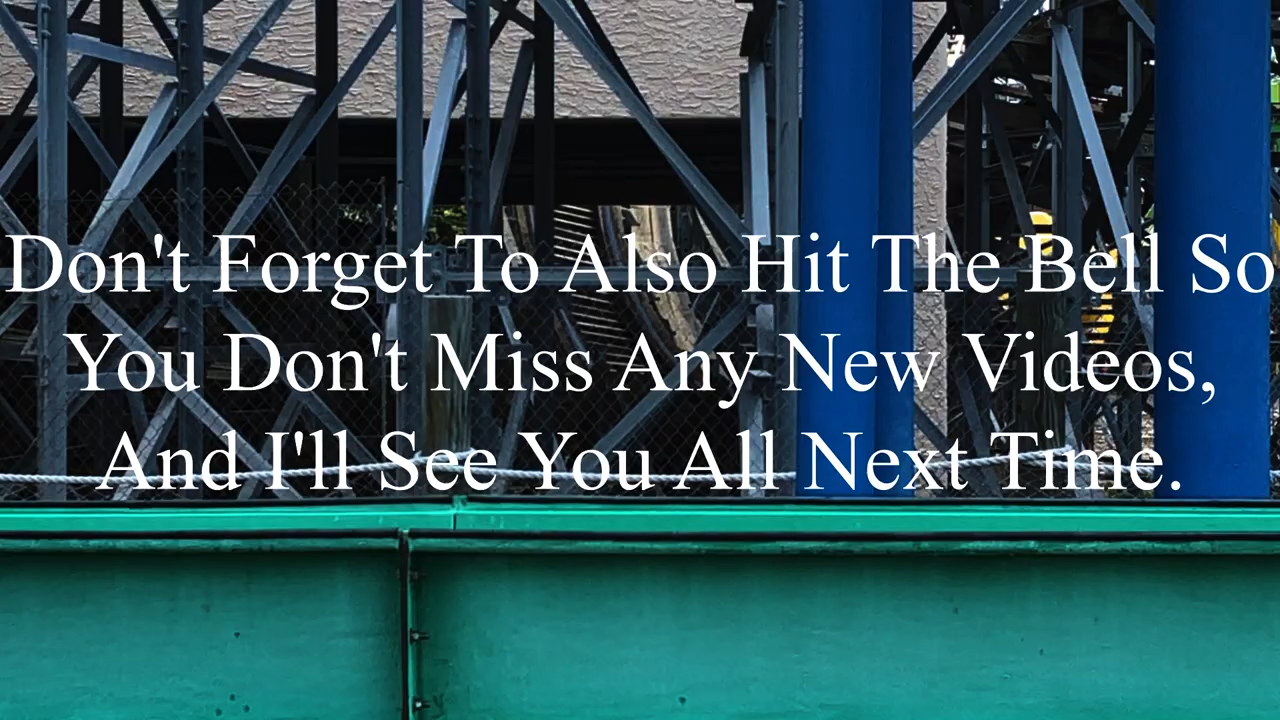 Don't Forget To Also Hit The Bell So
You Don't Miss Any New Videos,
And I'll See You All Next Time.